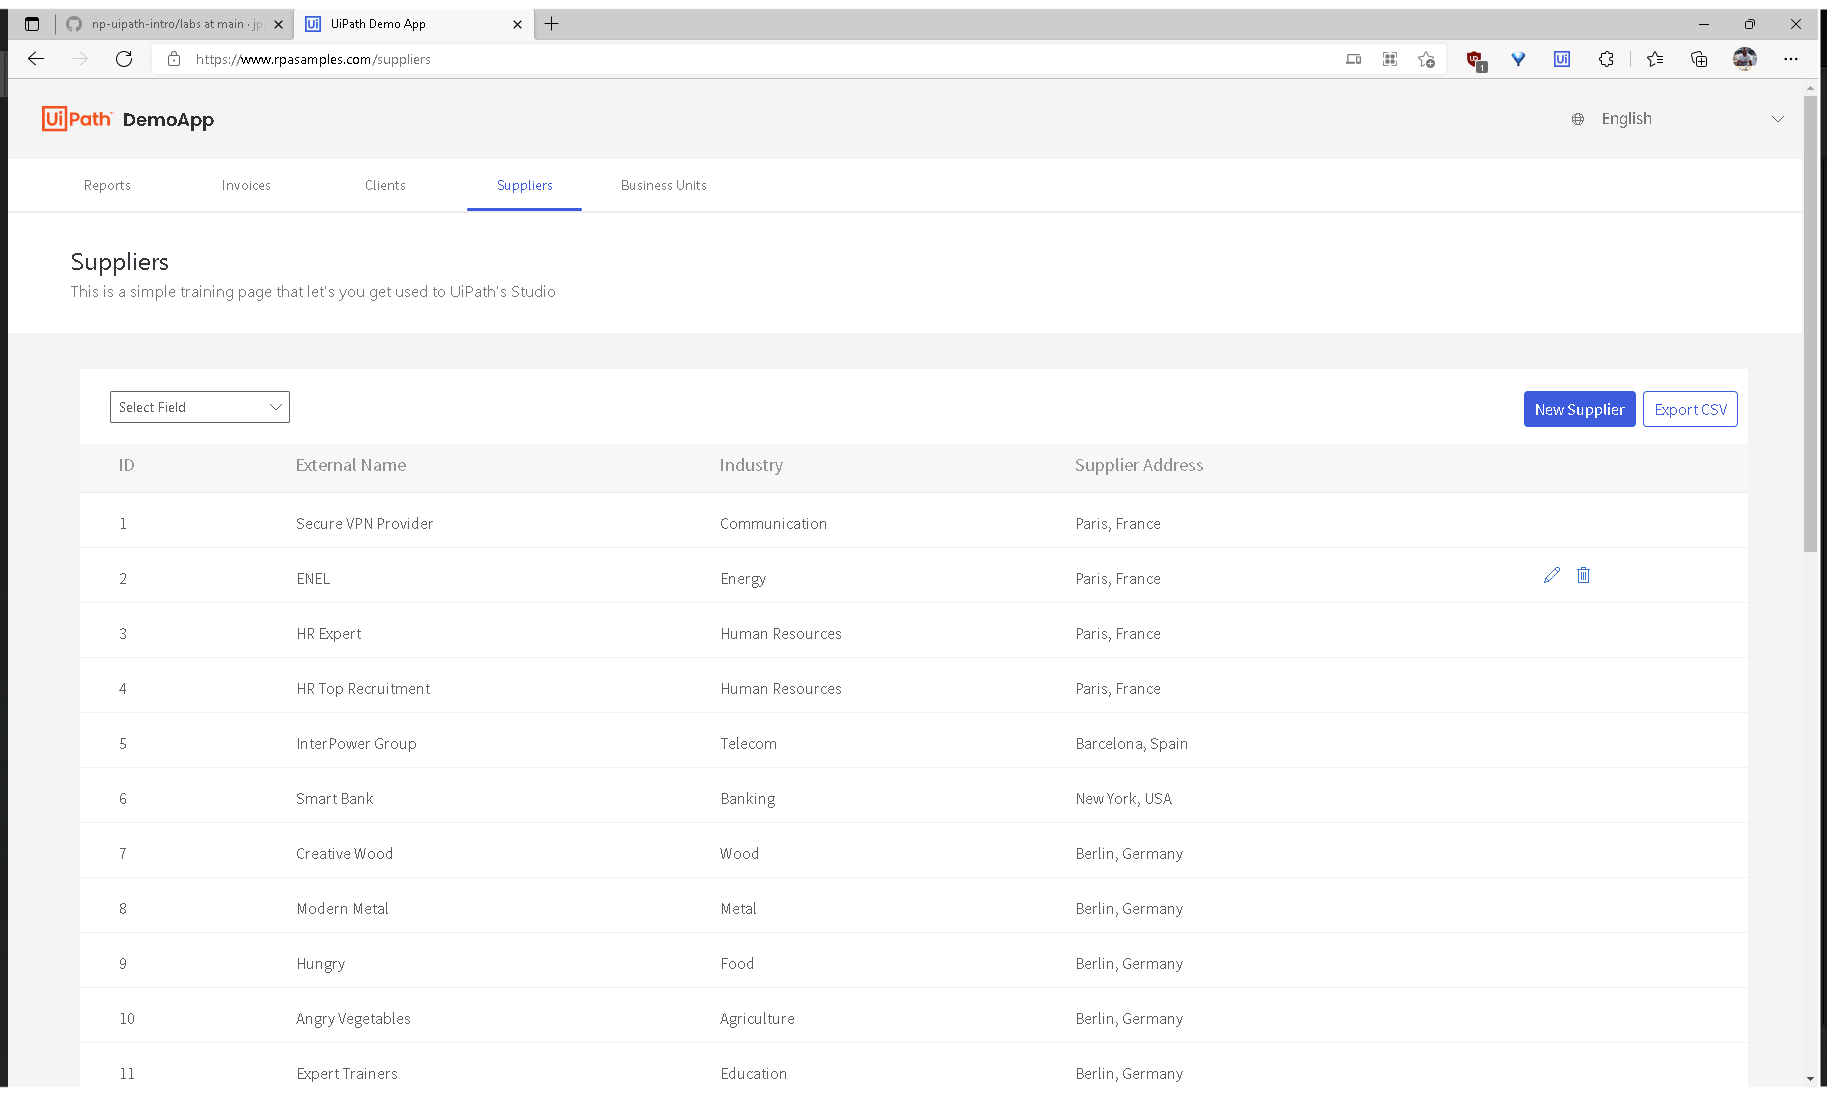 np-uipath-intro/labs at main · jp
UiPath Demo App
https://www.rpasamples.com/suppliers
1
UiPath DemoApp
English
Reports Invoices Clients Suppliers Business Units
Suppliers
This is a simple training page that let's you get used to UiPath's Studio
Select Field New Supplier Export CSV
ID External Name Industry Supplier Address
1 Secure VPN Provider Communication Paris, France
2 ENEL Energy Paris, France
3 HR Expert Human Resources Paris, France
4 HR Top Recruitment Human Resources Paris, France
5 InterPower Group Telecom Barcelona, Spain
6 Smart Bank Banking New York, USA
7 Creative Wood Wood Berlin, Germany
8 Modern Metal Metal Berlin, Germany
9 Hungry Food Berlin, Germany
10 Angry Vegetables Agriculture Berlin, Germany
11 Expert Trainers Education Berlin, Germany